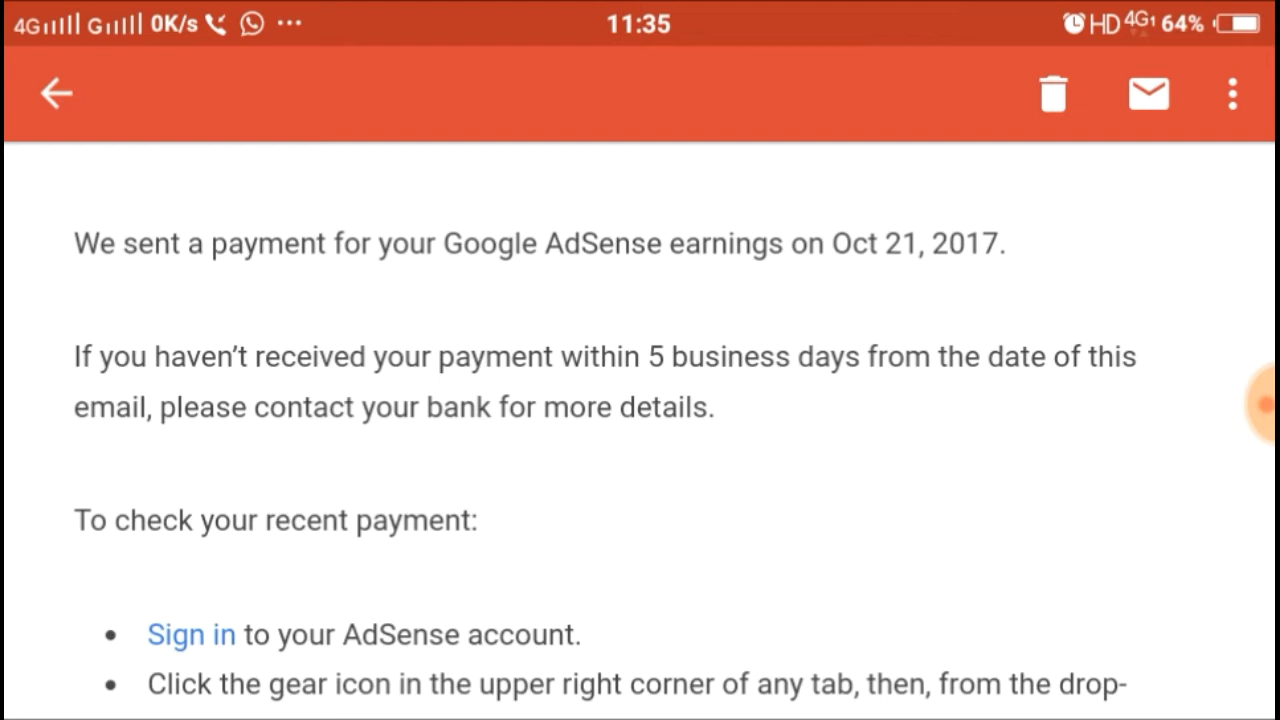 4G G 0K/s 11:35 HD 4G1 64%
We sent a payment for your Google AdSense earnings on Oct 21, 2017.
If you haven’t received your payment within 5 business days from the date of this
email, please contact your bank for more details.
To check your recent payment:
• Sign in to your AdSense account.
• Click the gear icon in the upper right corner of any tab, then, from the drop-